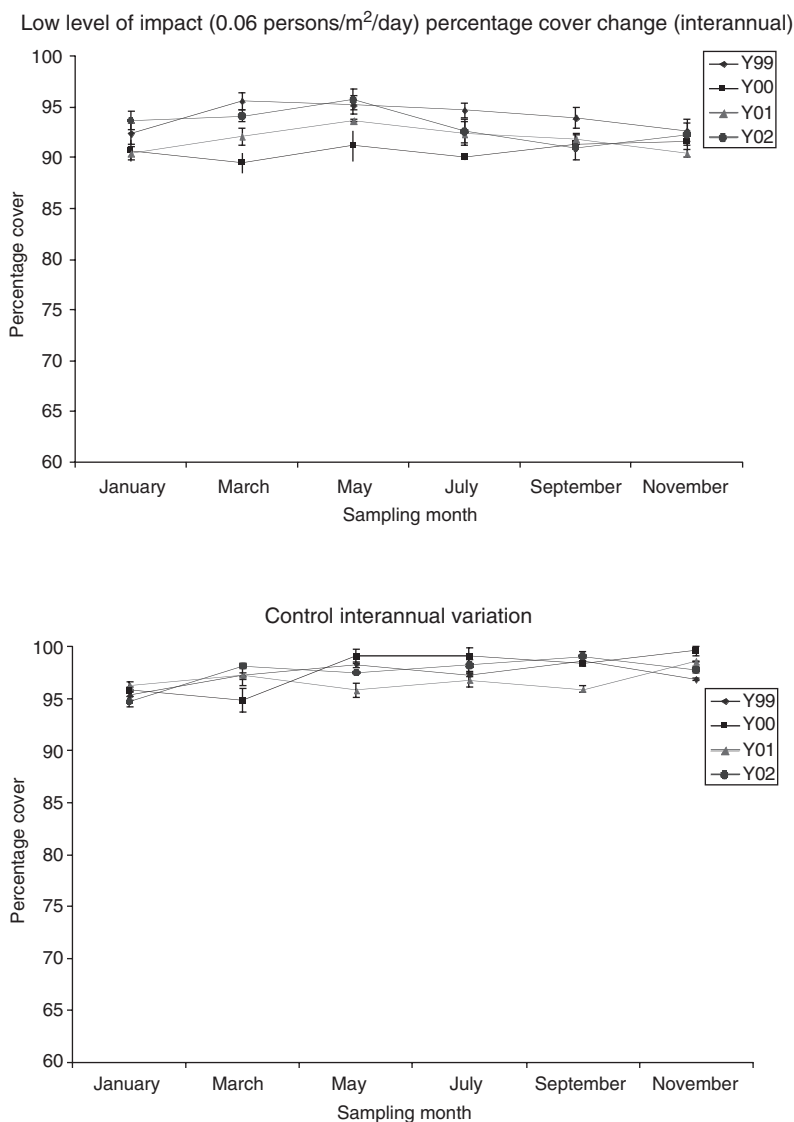 Low level of impact (0.06 persons/m²/day) percentage cover change (interannual)
100
95
90
85
80
75
70
65
60
Percentage cover
January March May July September November
Sampling month
Y99
Y00
Y01
Y02
Control interannual variation
100
95
90
85
80
75
70
65
60
Percentage cover
January March May July September November
Sampling month
Y99
Y00
Y01
Y02